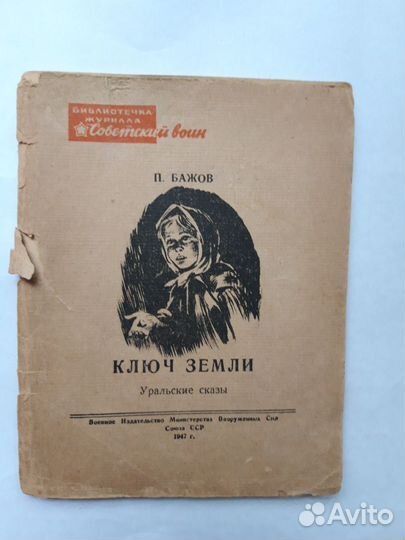 БИБЛИОТЕЧКА
ЖУРНАЛА
Советский воин
П. БАЖОВ
КЛЮЧ ЗЕМЛИ
Уральские сказы
Военное Издательство Министерства Вооруженных Сил
Союза ССР
1947 г.
Avito